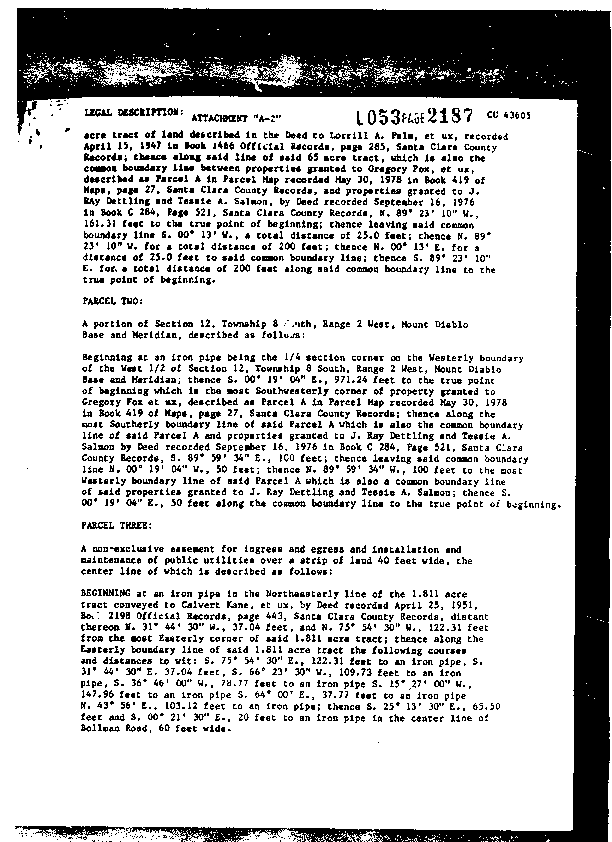 LEGAL DESCRIPTION: ATTACHMENT "A-2" L053PAGE2187 CU 43605
acre tract of land described in the Deed to Lorrill A. Palm, et ux, recorded
April 15, 1947 in Book 1486 Official Records, page 285, Santa Clara County
Records; thence along said line of said 65 acre tract, which is also the
common boundary line between properties granted to Gregory Fox, et ux,
described as Parcel A in Parcel Map recorded May 30, 1978 in Book 419 of
Maps, page 27, Santa Clara County Records, and properties granted to J.
RAy Dettling and Tessie A. Salmon, by Deed recorded September 16, 1976
in Book C 284, Page 521, Santa Clara County Records, N. 89° 23' 10" W.,
161.31 feet to the true point of beginning; thence leaving said common
boundary line S. 00° 13' W., a total distance of 25.0 feet; thence N. 89°
23' 10" W. for a total distance of 200 feet; thence N. 00° 13' E. for a
distance of 25.0 feet to said common boundary line; thence S. 89° 23' 10"
E. for a total distance of 200 feet along said common boundary line to the
true point of beginning.
PARCEL TWO:
A portion of Section 12, Township 8 South, Range 2 West, Mount Diablo
Base and Meridian, described as follows:
Beginning at an iron pipe being the 1/4 section corner on the Westerly boundary
of the West 1/2 of Section 12, Township 8 South, Range 2 West, Mount Diablo
Base and Meridian; thence S. 00° 19' 04" E., 971.24 feet to the true point
of beginning which is the most Southwesterly corner of property granted to
Gregory Fox et ux, described as Parcel A in Parcel Map recorded May 30, 1978
in Book 419 of Maps, page 27, Santa Clara County Records; thence along the
most Southerly boundary line of said Parcel A which is also the common boundary
line of said Parcel A and properties granted to J. Ray Dettling and Tessie A.
Salmon by Deed recorded September 16, 1976 in Book C 284, Page 521, Santa Clara
County Records, S. 89° 59' 34" E., 100 feet; thence leaving said common boundary
line N. 00° 19' 04" W., 50 feet; thence N. 89° 59' 34" W., 100 feet to the most
Westerly boundary line of said Parcel A which is also a common boundary line
of said properties granted to J. Ray Dettling and Tessie A. Salmon; thence S.
00° 19' 04" E., 50 feet along the common boundary line to the true point of beginning.
PARCEL THREE:
A non-exclusive easement for ingress and egress and installation and
maintenance of public utilities over a strip of land 40 feet wide, the
center line of which is described as follows:
BEGINNING at an iron pipe in the Northeasterly line of the 1.811 acre
tract conveyed to Calvert Kane, et ux, by Deed recorded April 25, 1951,
Book 2198 Official Records, page 443, Santa Clara County Records, distant
thereon N. 31° 44' 30" W., 37.04 feet, and N. 75° 54' 30" W., 122.31 feet
from the most Easterly corner of said 1.811 acre tract; thence along the
Easterly boundary line of said 1.811 acre tract the following courses
and distances to wit: S. 75° 54' 30" E., 122.31 feet to an iron pipe, S.
31° 44' 30" E. 37.04 feet, S. 66° 23' 30" W., 109.73 feet to an iron
pipe, S. 36° 46' 00" W., 78.77 feet to an iron pipe S. 15° 27' 00" W.,
147.96 feet to an iron pipe S. 64° 00' E., 37.77 feet to an iron pipe
N. 43° 56' E., 103.12 feet to an iron pipe; thence S. 25° 13' 30" E., 65.50
feet and S. 00° 21' 30" E., 20 feet to an iron pipe in the center line of
Bollman Road, 60 feet wide.